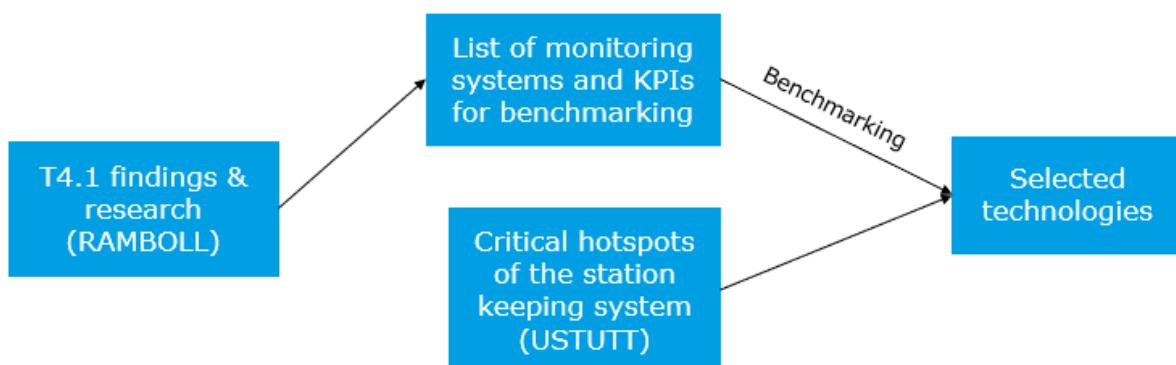 List of monitoring
systems and KPIs
for benchmarking
Benchmarking
T4.1 findings &
research
(RAMBOLL)
Selected
technologies
Critical hotspots
of the station
keeping system
(USTUTT)